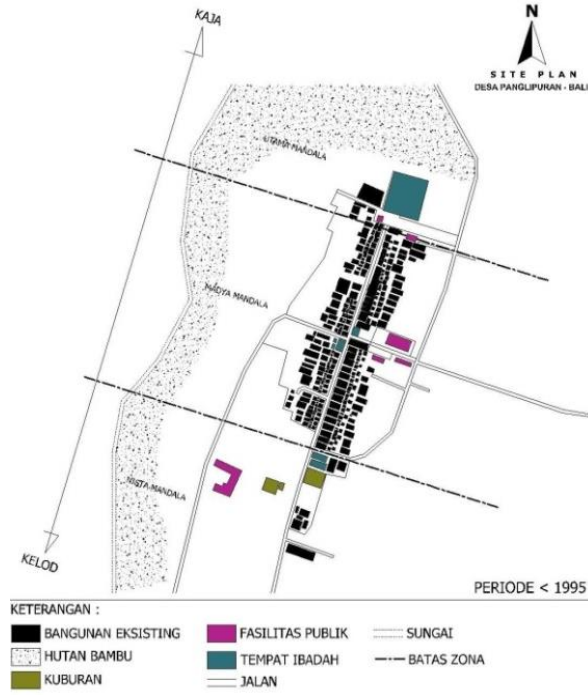 KAJA
N
SITE PLAN
DESA PANGLIPURAN - BALI
UTAMA MANDALA
MADYA MANDALA
NISTA MANDALA
KELOD
PERIODE < 1995
KETERANGAN :
BANGUNAN EKSISTING
FASILITAS PUBLIK
SUNGAI
HUTAN BAMBU
TEMPAT IBADAH
BATAS ZONA
KUBURAN
JALAN